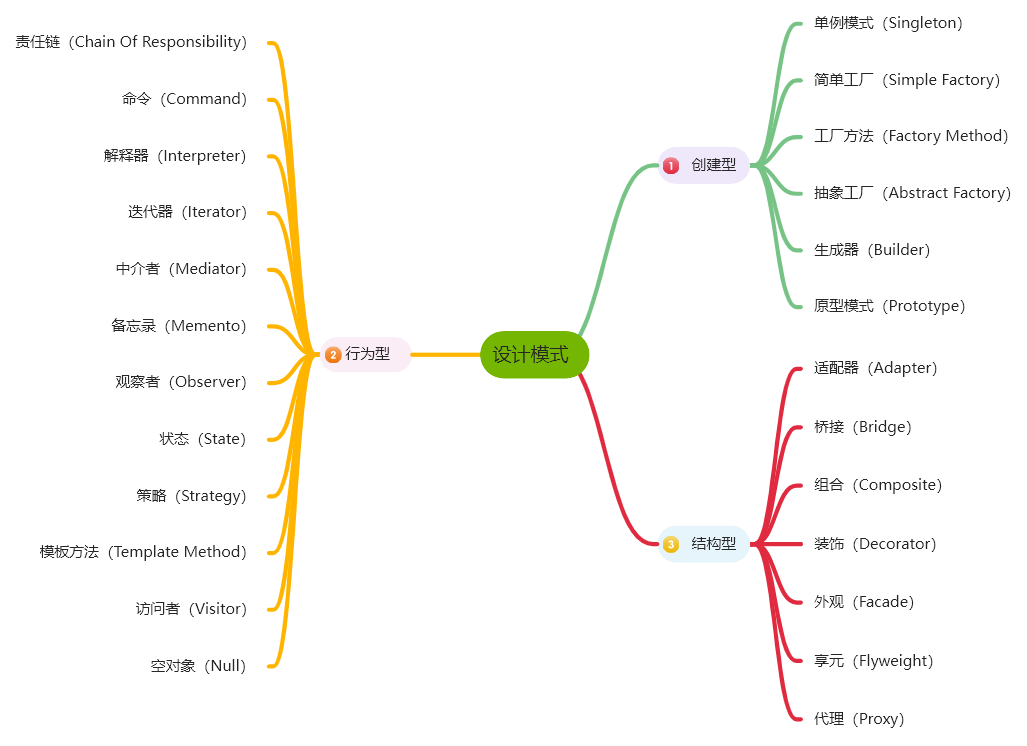 设计模式
1
创建型
单例模式（Singleton）
简单工厂（Simple Factory）
工厂方法（Factory Method）
抽象工厂（Abstract Factory）
生成器（Builder）
原型模式（Prototype）
2
行为型
责任链（Chain Of Responsibility）
命令（Command）
解释器（Interpreter）
迭代器（Iterator）
中介者（Mediator）
备忘录（Memento）
观察者（Observer）
状态（State）
策略（Strategy）
模板方法（Template Method）
访问者（Visitor）
空对象（Null）
3
结构型
适配器（Adapter）
桥接（Bridge）
组合（Composite）
装饰（Decorator）
外观（Facade）
享元（Flyweight）
代理（Proxy）